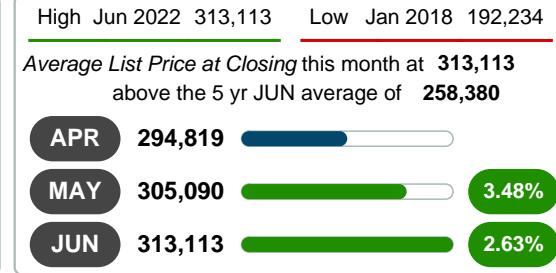 High Jun 2022 313,113 Low Jan 2018 192,234
Average List Price at Closing this month at 313,113
above the 5 yr JUN average of 258,380
APR 294,819
MAY 305,090 3.48%
JUN 313,113 2.63%